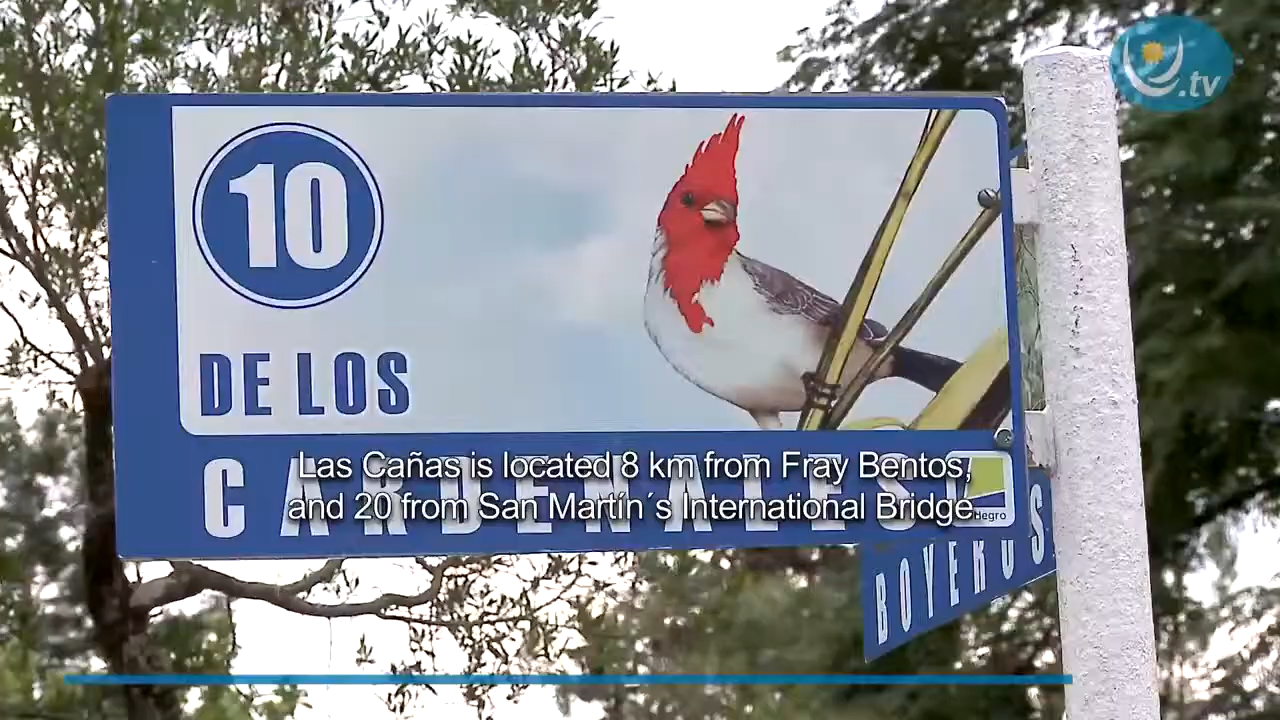 .tv
10
DE LOS
CARDENALES
Las Cañas is located 8 km from Fray Bentos,
and 20 from San Martín´s International Bridge
Negro
BOYEROS